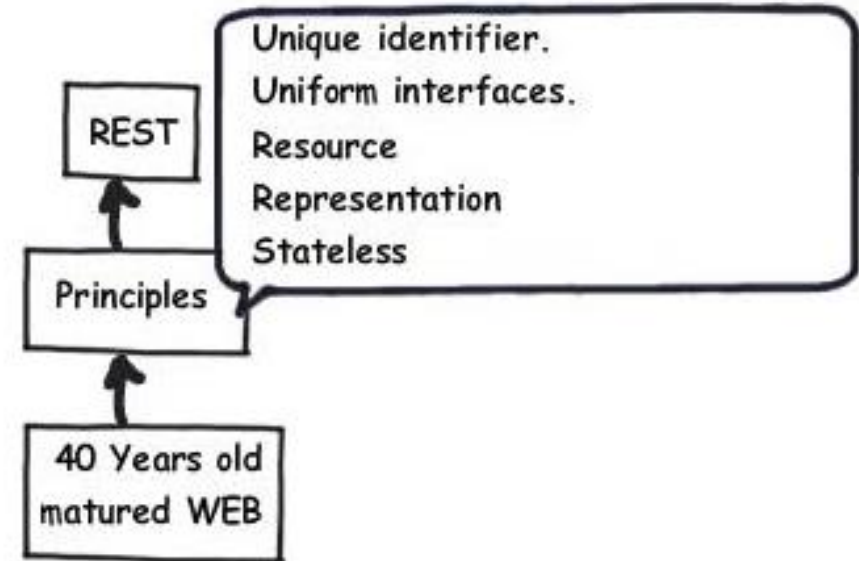 Unique identifier.
Uniform interfaces.
Resource
Representation
Stateless
REST
Principles
40 Years old
matured WEB